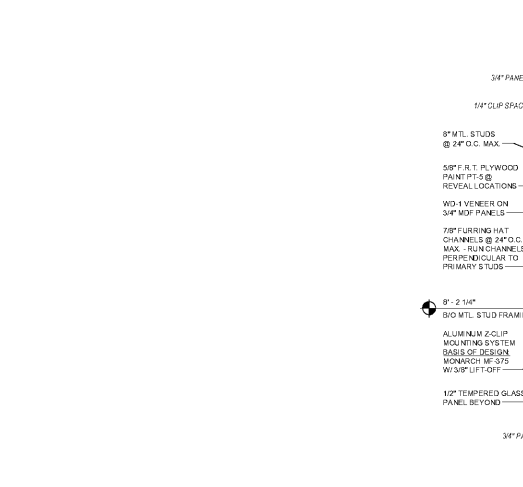 3/4" PANE
1/4" CLIP SPAC
8" MTL. STUDS
@ 24" O.C. MAX.
5/8" F.R.T. PLYWOOD
PAINT PT-5 @
REVEAL LOCATIONS
WD-1 VENEER ON
3/4" MDF PANELS
7/8" FURRING HAT
CHANNELS @ 24" O.C.
MAX. - RUN CHANNELS
PERPENDICULAR TO
PRIMARY STUDS
8' - 2 1/4"
B/O MTL. STUD FRAMI
ALUMINUM Z-CLIP
MOUNTING SYSTEM
BASIS OF DESIGN:
MONARCH MF-375
W/ 3/8" LIFT-OFF
1/2" TEMPERED GLASS
PANEL BEYOND
3/4" PA